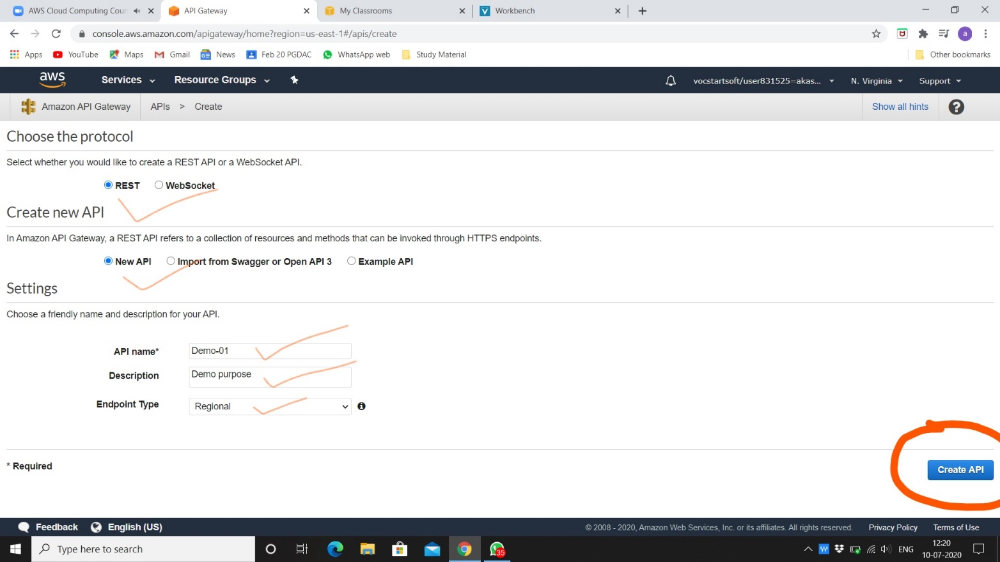 AWS Cloud Computing Cour
API Gateway
My Classrooms
Workbench
console.aws.amazon.com/apigateway/home?region=us-east-1#/apis/create
a
Apps
YouTube
Maps
Gmail
News
Feb 20 PGDAC
WhatsApp web
Study Material
Other bookmarks
aws
Services
Resource Groups
vocstartsoft/user831525=akas...
N. Virginia
Support
Amazon API Gateway
APIs > Create
Show all hints
Choose the protocol
Select whether you would like to create a REST API or a WebSocket API.
REST
WebSocket
Create new API
In Amazon API Gateway, a REST API refers to a collection of resources and methods that can be invoked through HTTPS endpoints.
New API
Import from Swagger or Open API 3
Example API
Settings
Choose a friendly name and description for your API.
API name*
Demo-01
Description
Demo purpose
Endpoint Type
Regional
* Required
Create API
Feedback
English (US)
© 2008 - 2020, Amazon Web Services, Inc. or its affiliates. All rights reserved.
Privacy Policy
Terms of Use
Type here to search
35
ENG
12:20
10-07-2020